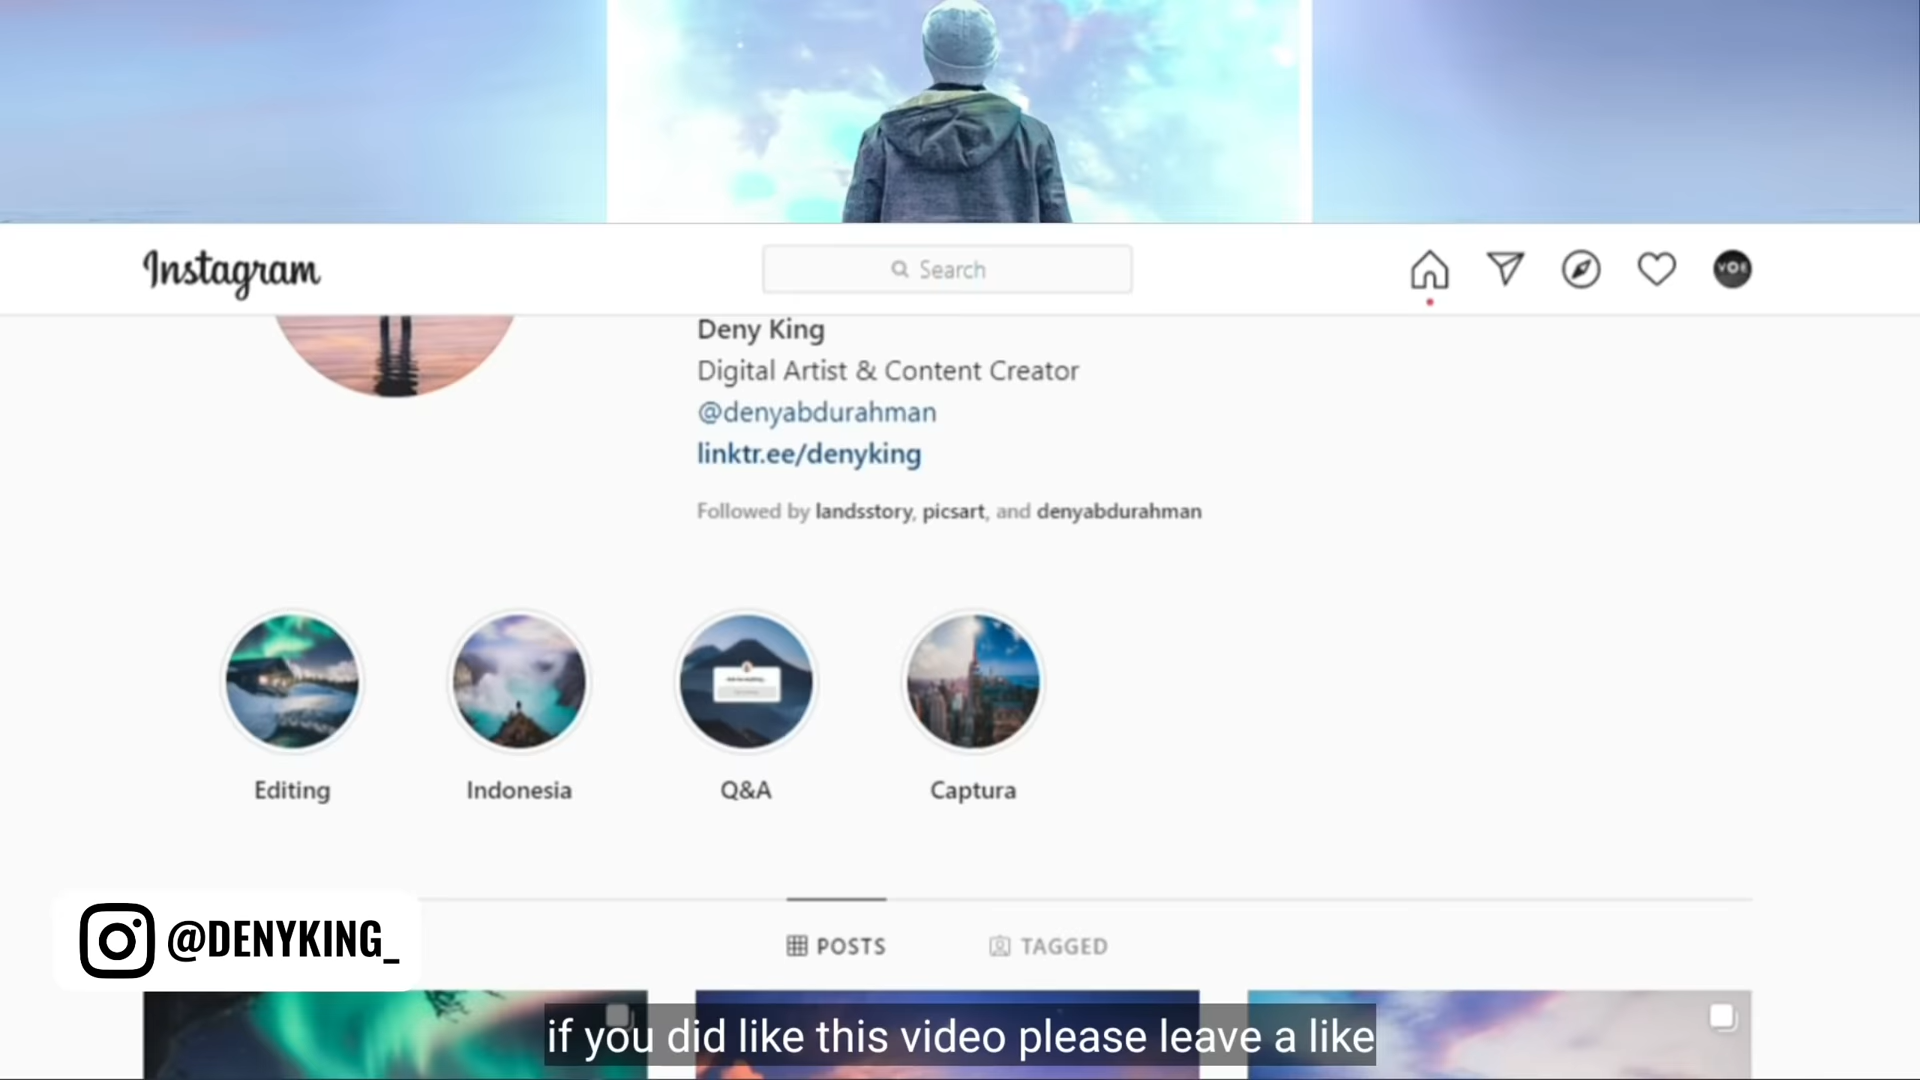 Instagram
Search
VOE
Deny King
Digital Artist & Content Creator
@denyabdurahman
linktr.ee/denyking
Followed by landsstory, picsart, and denyabdurahman
Editing
Indonesia
Q&A
Captura
@DENYKING_
POSTS
TAGGED
if you did like this video please leave a like